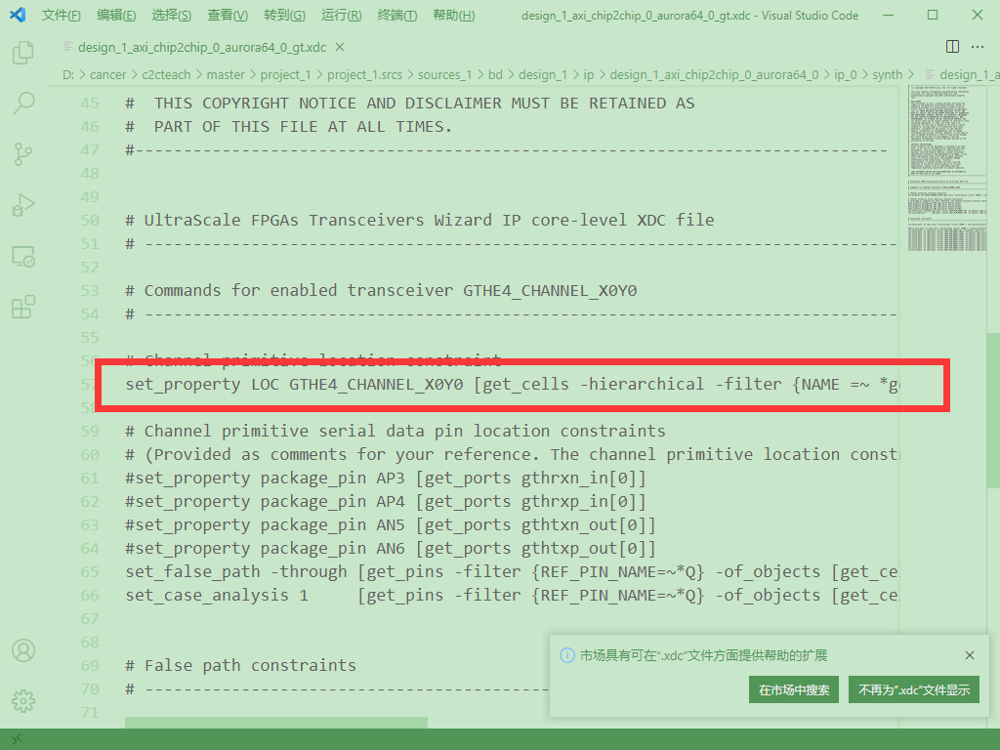 文件(F) 编辑(E) 选择(S) 查看(V) 转到(G) 运行(R) 终端(T) 帮助(H) design_1_axi_chip2chip_0_aurora64_0_gt.xdc - Visual Studio Code
design_1_axi_chip2chip_0_aurora64_0_gt.xdc
D: > cancer > c2cteach > master > project_1 > project_1.srcs > sources_1 > bd > design_1 > ip > design_1_axi_chip2chip_0_aurora64_0 > ip_0 > synth > design_1_a
45 # THIS COPYRIGHT NOTICE AND DISCLAIMER MUST BE RETAINED AS
46 # PART OF THIS FILE AT ALL TIMES.
47 #------------------------------------------------------------------------------
48
49
50 # UltraScale FPGAs Transceivers Wizard IP core-level XDC file
51 # ------------------------------------------------------------------------------
52
53 # Commands for enabled transceiver GTHE4_CHANNEL_X0Y0
54 # ------------------------------------------------------------------------------
55
56 # Channel primitive location constraint
57 set_property LOC GTHE4_CHANNEL_X0Y0 [get_cells -hierarchical -filter {NAME =~ *g
58
59 # Channel primitive serial data pin location constraints
60 # (Provided as comments for your reference. The channel primitive location const
61 #set_property package_pin AP3 [get_ports gthrxn_in[0]]
62 #set_property package_pin AP4 [get_ports gthrxp_in[0]]
63 #set_property package_pin AN5 [get_ports gthtxn_out[0]]
64 #set_property package_pin AN6 [get_ports gthtxp_out[0]]
65 set_false_path -through [get_pins -filter {REF_PIN_NAME=~*Q} -of_objects [get_ce
66 set_case_analysis 1 [get_pins -filter {REF_PIN_NAME=~*Q} -of_objects [get_ce
67
68
69 # False path constraints
70 # --------------------------------------------
71
市场具有可在“.xdc”文件方面提供帮助的扩展
在市场中搜索 不再为“.xdc”文件显示